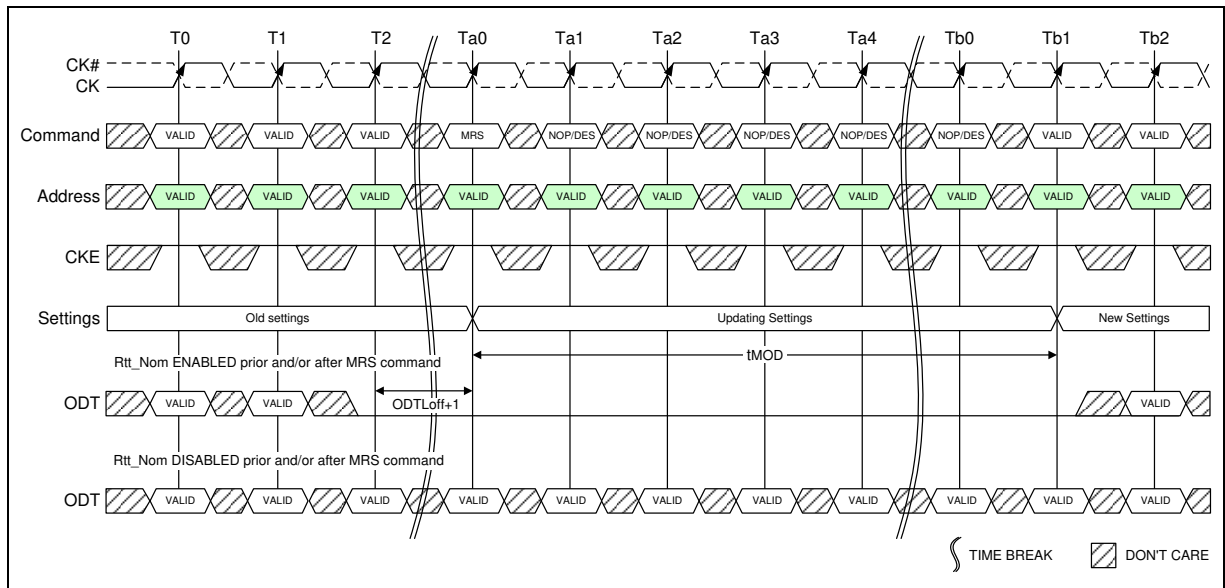 T0 T1 T2 Ta0 Ta1 Ta2 Ta3 Ta4 Tb0 Tb1 Tb2
CK#
CK
Command VALID VALID VALID MRS NOP/DES NOP/DES NOP/DES NOP/DES NOP/DES VALID VALID
Address VALID VALID VALID VALID VALID VALID VALID VALID VALID VALID VALID
CKE
Settings Old settings Updating Settings New Settings
Rtt_Nom ENABLED prior and/or after MRS command tMOD
ODT VALID VALID ODTLoff+1 VALID
Rtt_Nom DISABLED prior and/or after MRS command
ODT VALID VALID VALID VALID VALID VALID VALID VALID VALID VALID VALID
TIME BREAK DON'T CARE